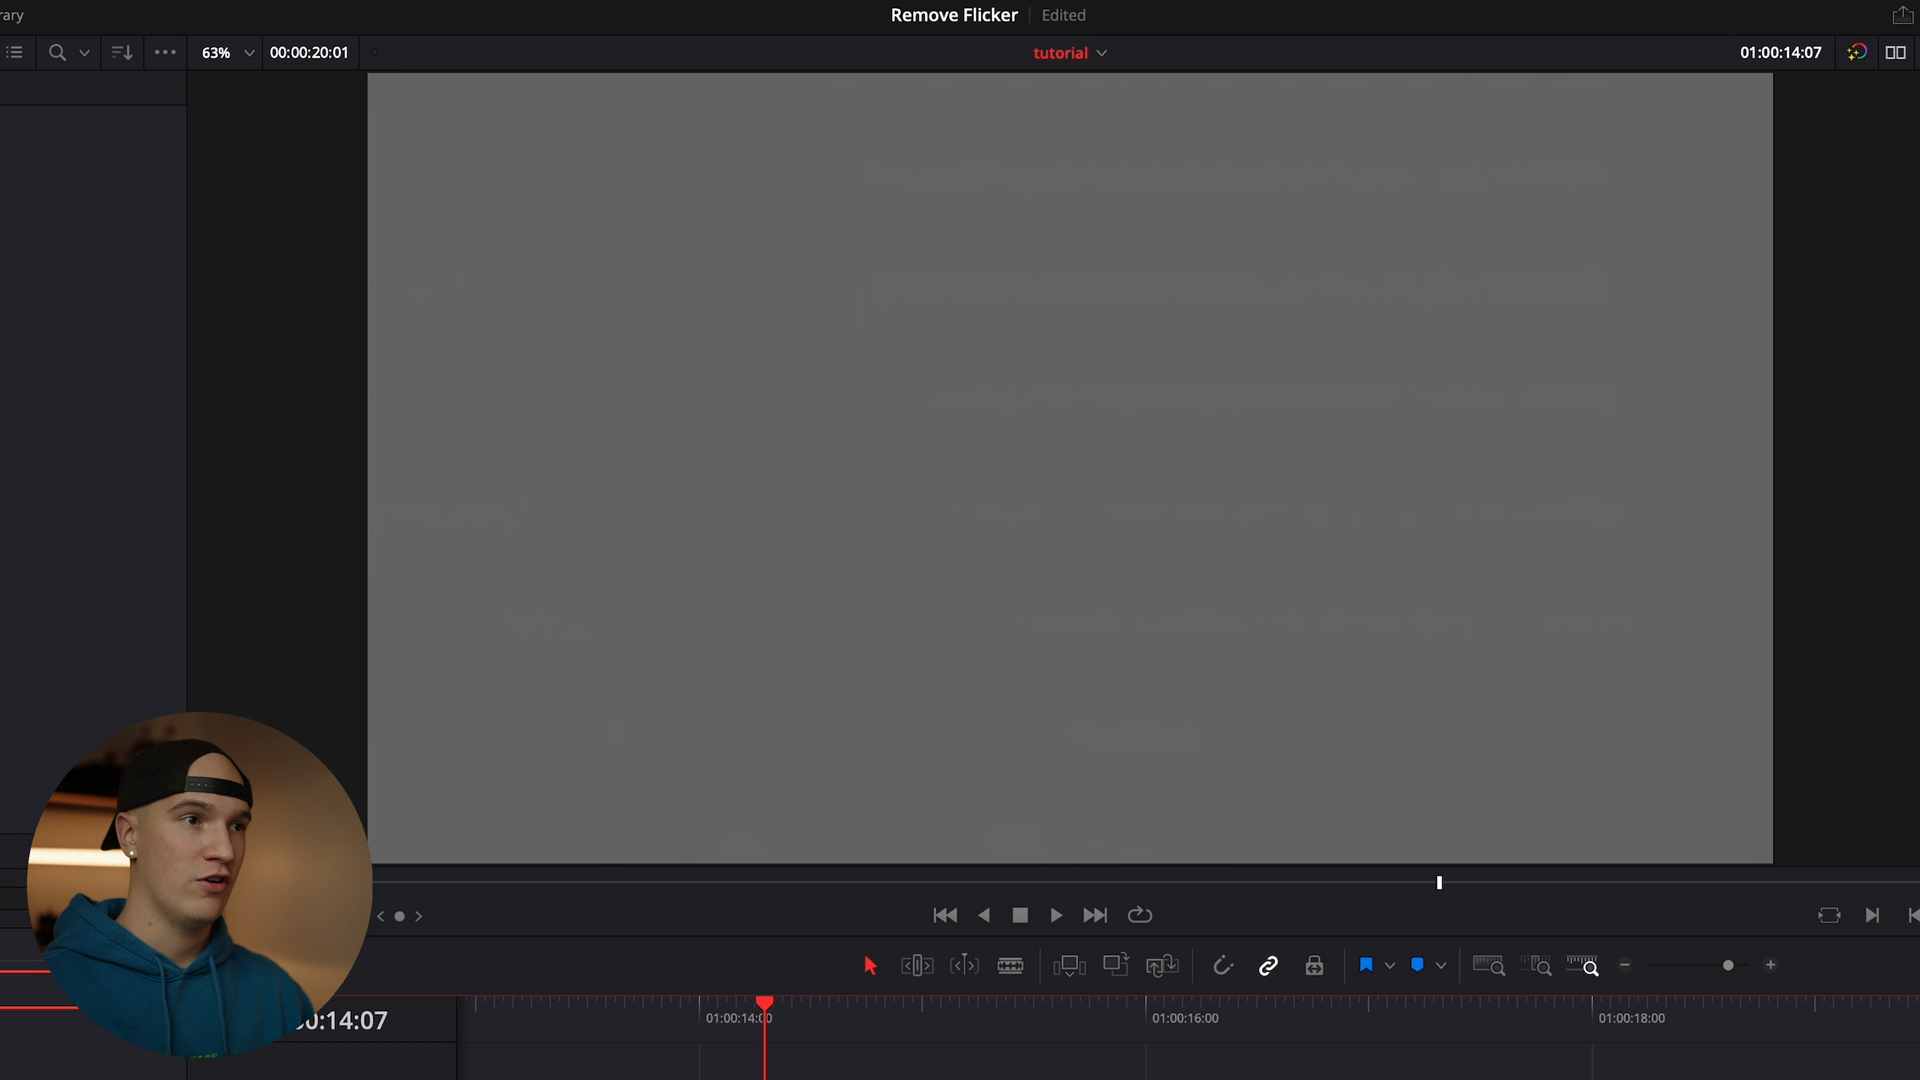 rary
Remove Flicker
Edited
63%
00:00:20:01
tutorial
01:00:14:07
0:14:07
01:00:14:00
01:00:16:00
01:00:18:00